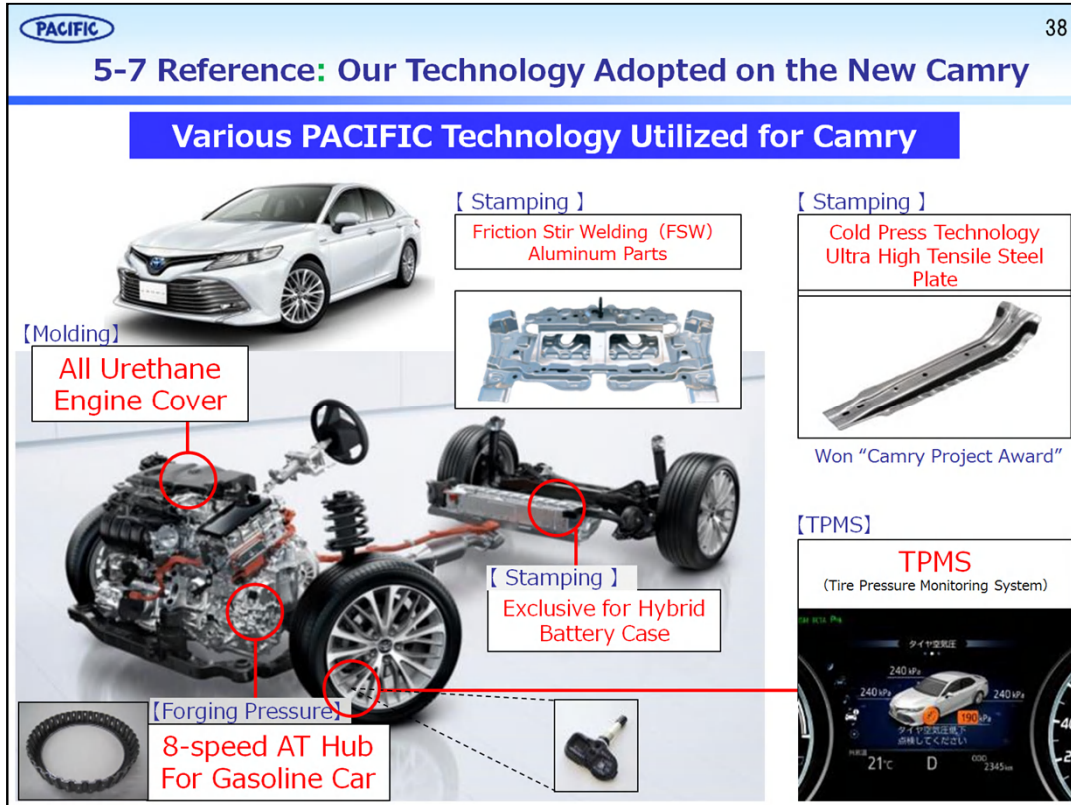 PACIFIC
38
5-7 Reference: Our Technology Adopted on the New Camry
Various PACIFIC Technology Utilized for Camry
【 Stamping 】
Friction Stir Welding（FSW）
Aluminum Parts
【 Stamping 】
Cold Press Technology
Ultra High Tensile Steel
Plate
Won “Camry Project Award”
【Molding】
All Urethane
Engine Cover
【 Stamping 】
Exclusive for Hybrid
Battery Case
【Forging Pressure】
8-speed AT Hub
For Gasoline Car
【TPMS】
TPMS
（Tire Pressure Monitoring System）
タイヤ空気圧
240 kPa
240 kPa
240 kPa
190 kPa
タイヤ空気圧低下
点検してください
外気温
21℃
D
ODO
2345km